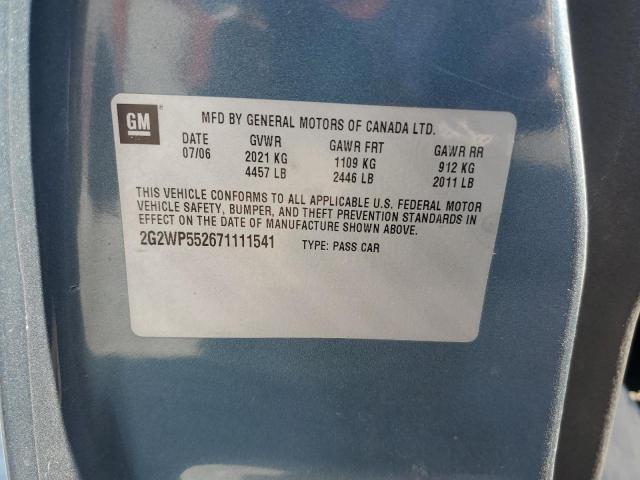 GM
MFD BY GENERAL MOTORS OF CANADA LTD.
DATE GVWR GAWR FRT GAWR RR
07/06 2021 KG 1109 KG 912 KG
4457 LB 2446 LB 2011 LB
THIS VEHICLE CONFORMS TO ALL APPLICABLE U.S. FEDERAL MOTOR
VEHICLE SAFETY, BUMPER, AND THEFT PREVENTION STANDARDS IN
EFFECT ON THE DATE OF MANUFACTURE SHOWN ABOVE.
2G2WP552671111541 TYPE: PASS CAR